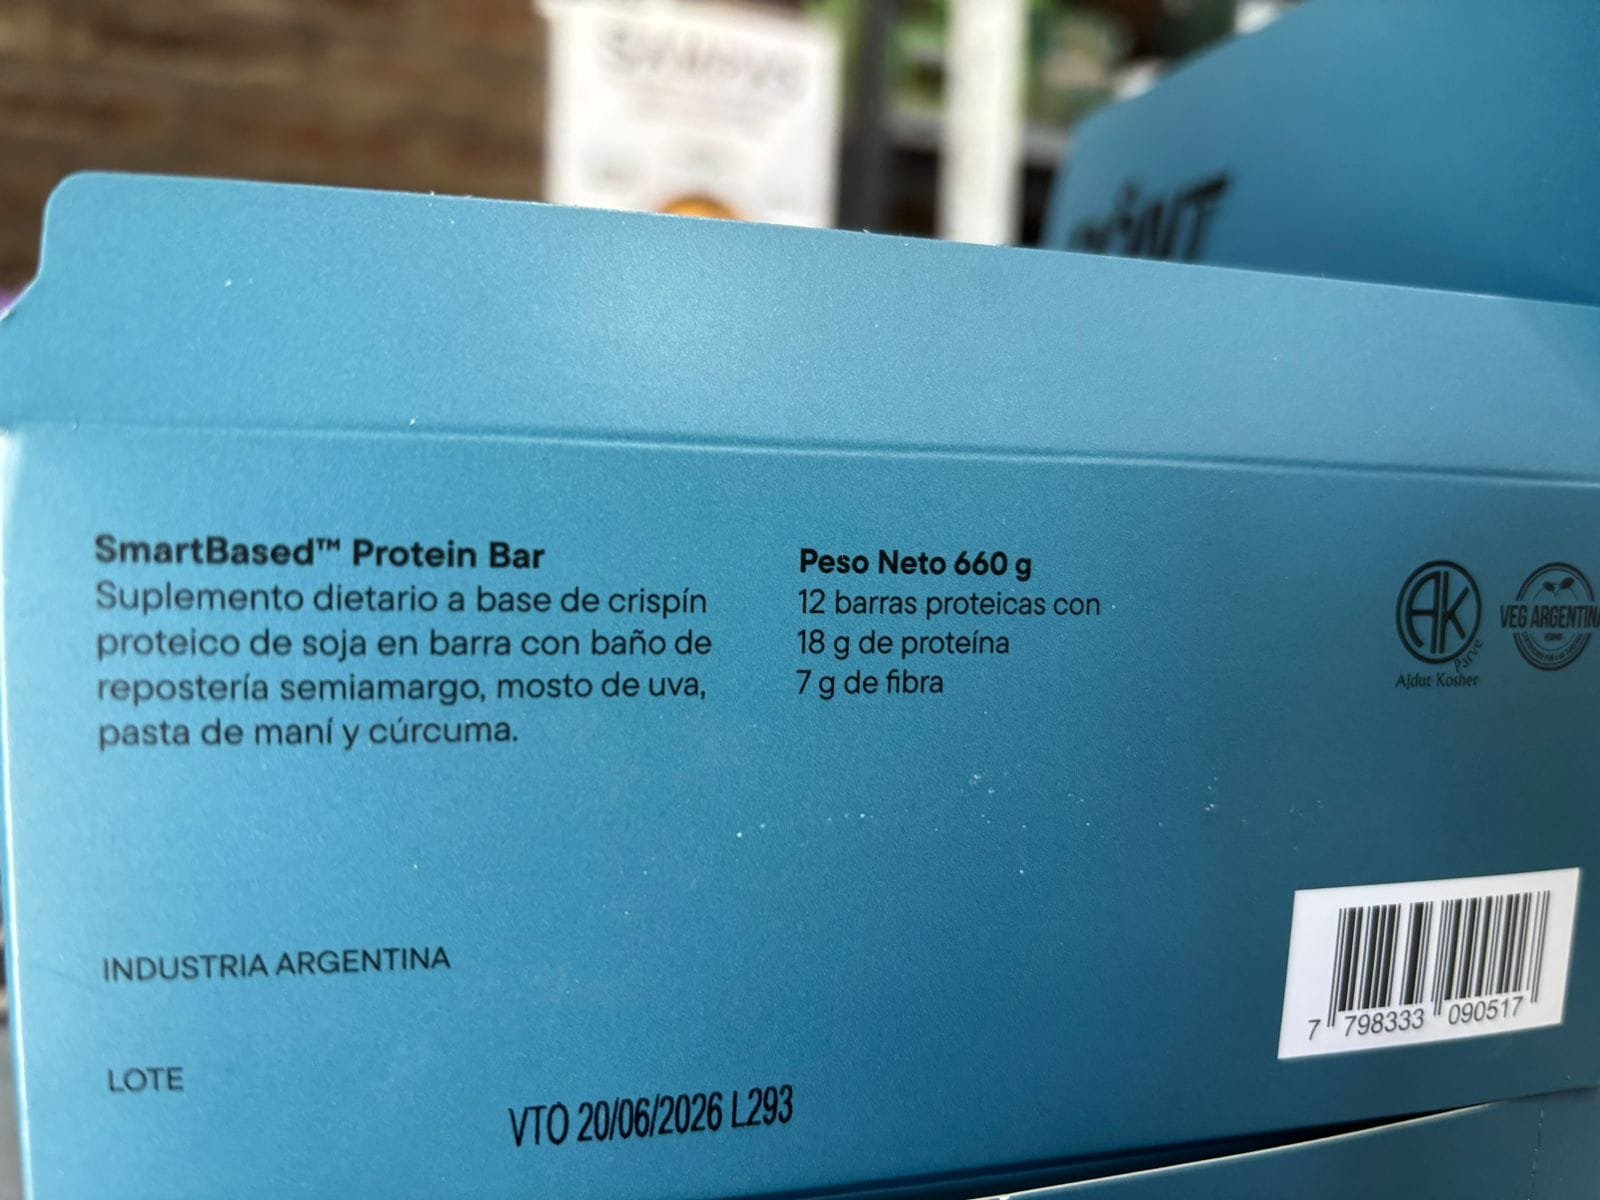 SmartBased™ Protein Bar
Suplemento dietario a base de crispín
proteico de soja en barra con baño de
repostería semiamargo, mosto de uva,
pasta de maní y cúrcuma.
Peso Neto 660 g
12 barras proteicas con
18 g de proteína
7 g de fibra
AK
Parve
Ajdut Kosher
VEG ARGENTINA
INDUSTRIA ARGENTINA
LOTE
VTO 20/06/2026 L293
7 798333 090517